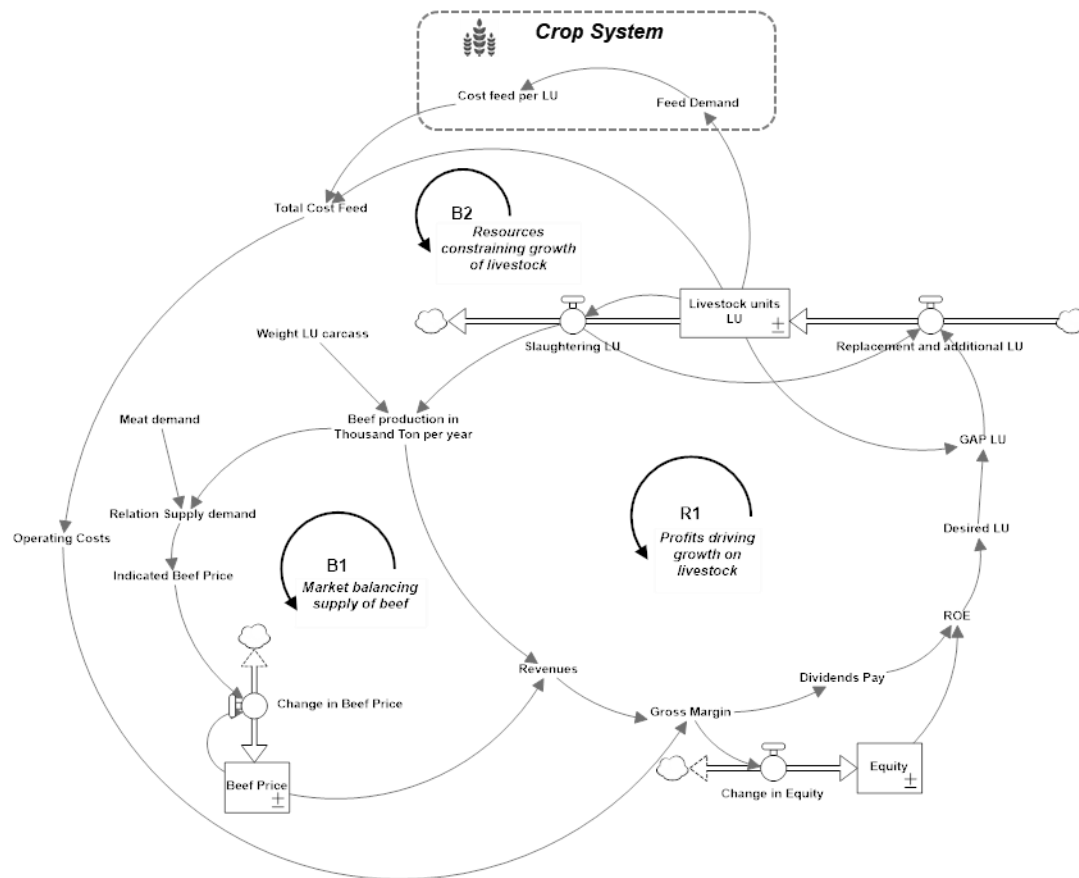 Crop System
Cost feed per LU
Feed Demand
Total Cost Feed
B2
Resources
constraining growth
of livestock
Livestock units
LU
±
Weight LU carcass
Slaughtering LU
Replacement and additional LU
Meat demand
Beef production in
Thousand Ton per year
GAP LU
Relation Supply demand
R1
Profits driving
growth on
livestock
Operating Costs
Desired LU
Indicated Beef Price
B1
Market balancing
supply of beef
ROE
Revenues
Dividends Pay
Change in Beef Price
Gross Margin
Beef Price
±
Equity
±
Change in Equity